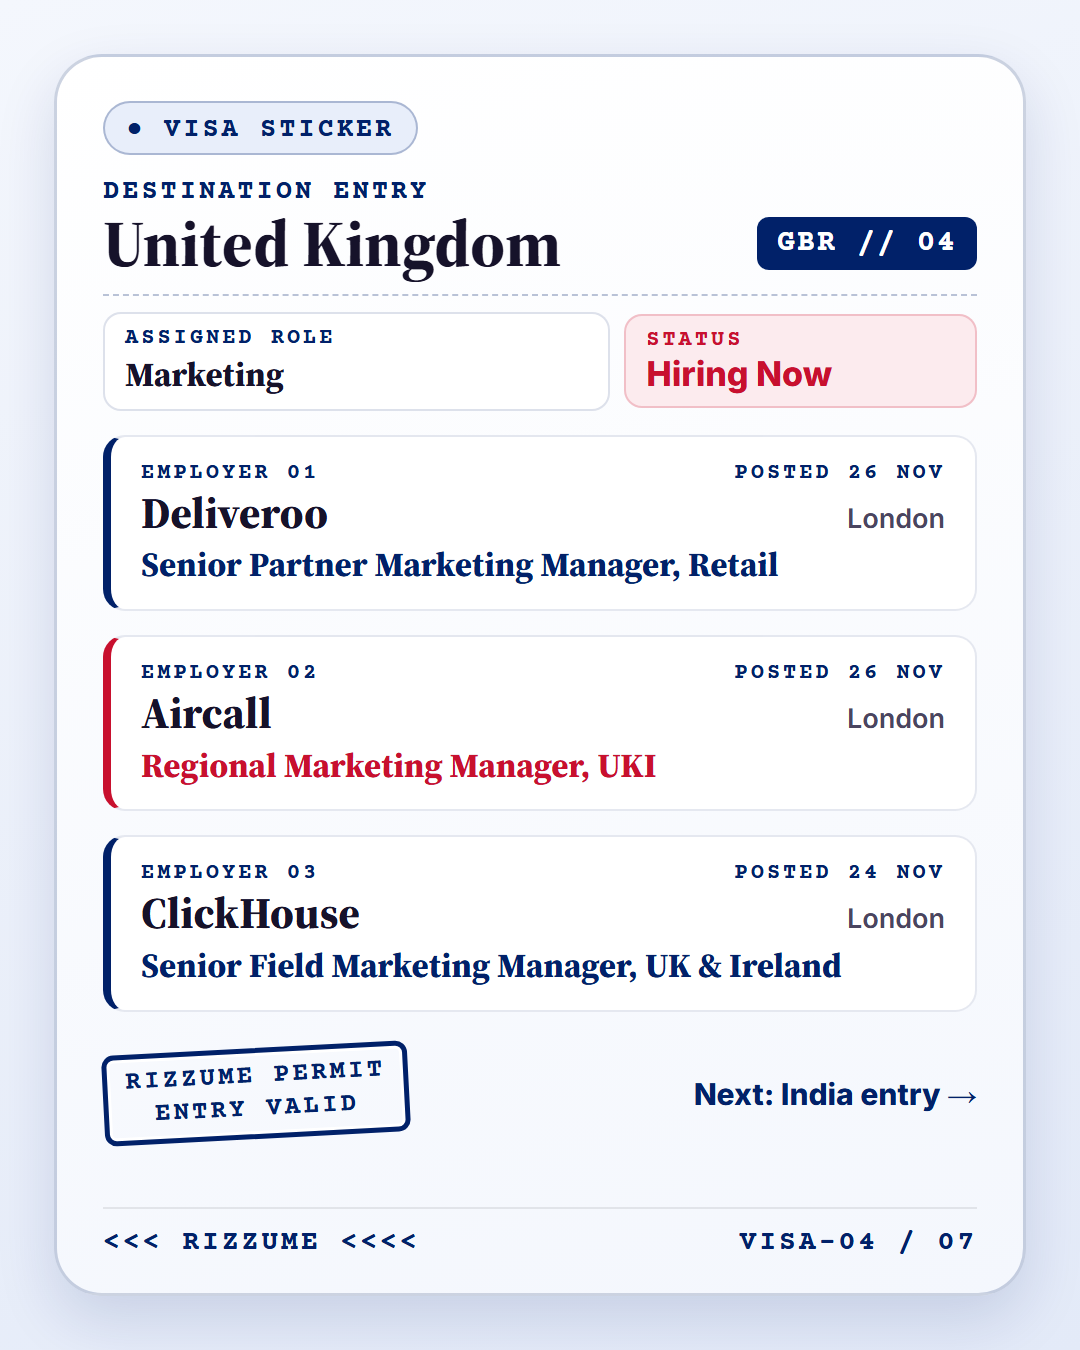 • VISA STICKER
DESTINATION ENTRY
United Kingdom
GBR // 04
ASSIGNED ROLE
Marketing
STATUS
Hiring Now
EMPLOYER 01
POSTED 26 NOV
Deliveroo
London
Senior Partner Marketing Manager, Retail
EMPLOYER 02
POSTED 26 NOV
Aircall
London
Regional Marketing Manager, UKI
EMPLOYER 03
POSTED 24 NOV
ClickHouse
London
Senior Field Marketing Manager, UK & Ireland
RIZZUME PERMIT
ENTRY VALID
Next: India entry →
<<< RIZZUME <<<<
VISA-04 / 07